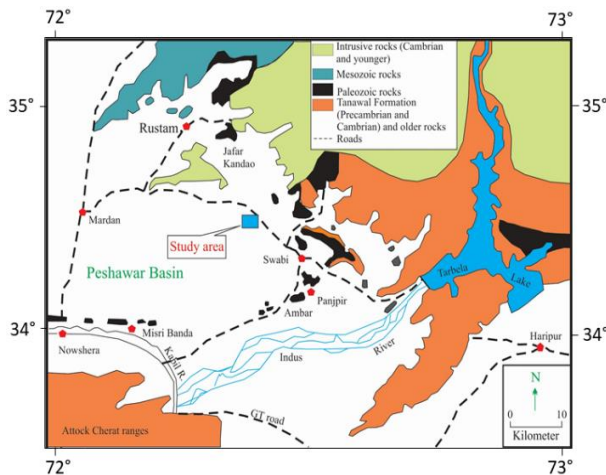 72°
73°
Intrusive rocks (Cambrian
and younger)
Mesozoic rocks
Paleozoic rocks
Tanawal Formation
(Precambrian and
Cambrian) and older rocks
Roads
35°
35°
Rustam
Jafar
Kandao
Mardan
Study area
Peshawar Basin
Swabi
Tarbela
Lake
Panjpir
Ambar
34°
34°
Misri Banda
Nowshera
Kabil R.
Indus
River
Haripur
N
0
10
Kilometer
GT road
Attock Cherat ranges
72°
73°